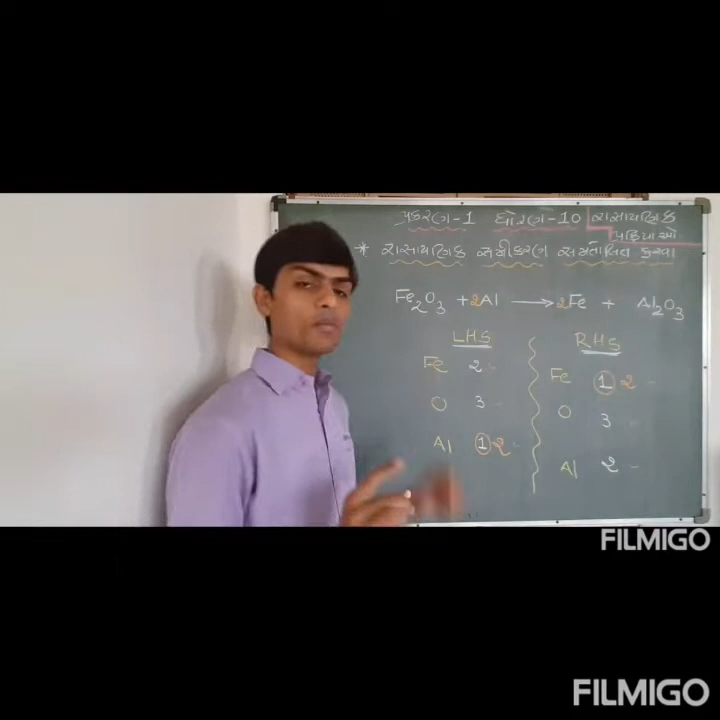 પ્રકરણ-1 ધોરણ-10 રાસાયણિક
પ્રક્રિયાઓ
* રાસાયણિક સમીકરણ સમતોલિત કરવા
Fe₂O₃ + 2Al ⟶ 2Fe + Al₂O₃
LHS RHS
Fe 2 Fe 1 2
O 3 O 3
Al 1 2 Al 2
FILMIGO
FILMIGO